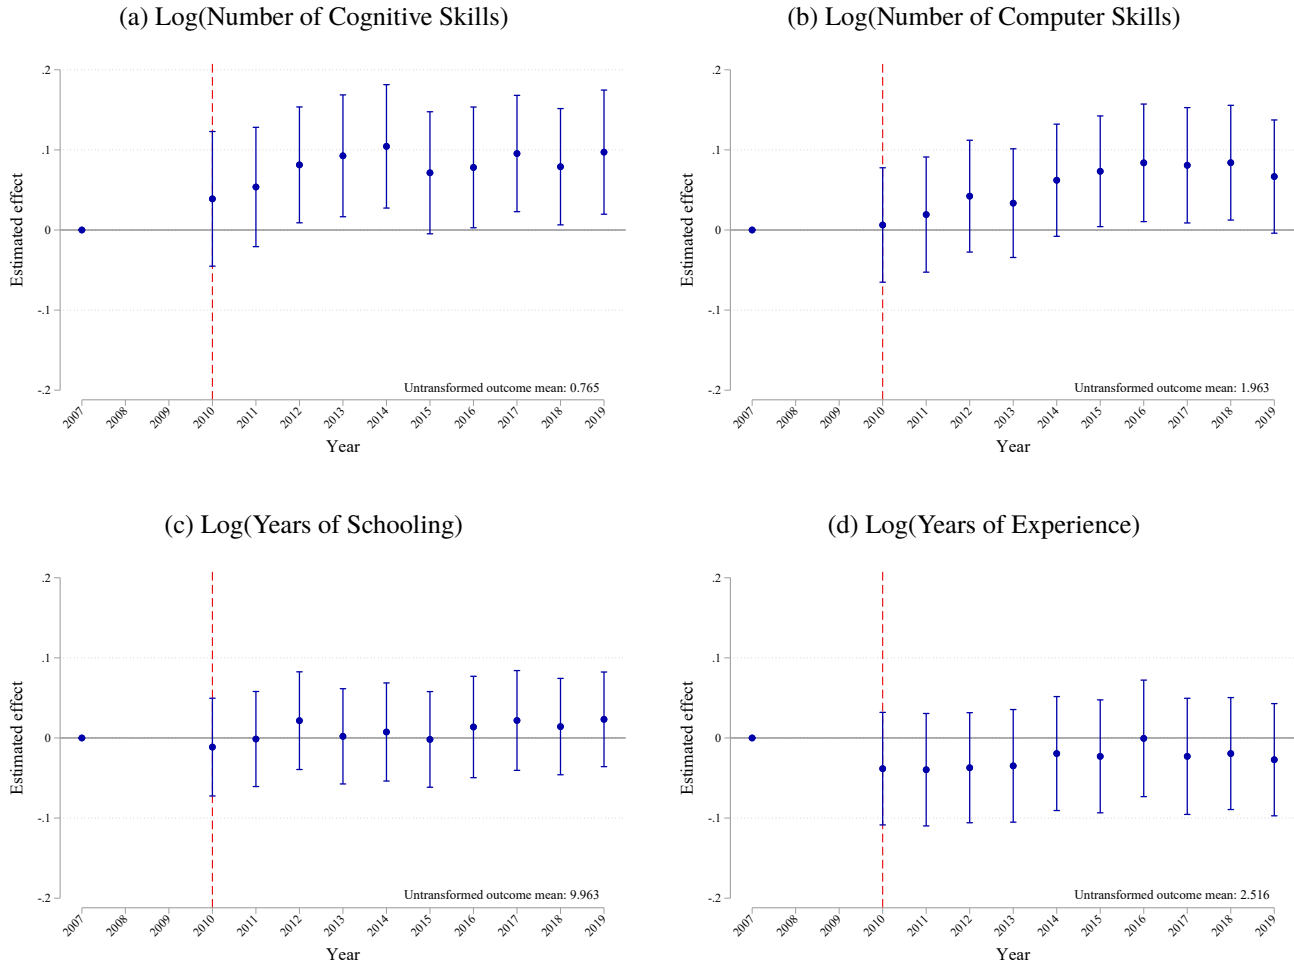 (a) Log(Number of Cognitive Skills)
.2
.1
0
-.1
-.2
Estimated effect
Untransformed outcome mean: 0.765
2007 2008 2009 2010 2011 2012 2013 2014 2015 2016 2017 2018 2019
Year
(b) Log(Number of Computer Skills)
.2
.1
0
-.1
-.2
Estimated effect
Untransformed outcome mean: 1.963
2007 2008 2009 2010 2011 2012 2013 2014 2015 2016 2017 2018 2019
Year
(c) Log(Years of Schooling)
.2
.1
0
-.1
-.2
Estimated effect
Untransformed outcome mean: 9.963
2007 2008 2009 2010 2011 2012 2013 2014 2015 2016 2017 2018 2019
Year
(d) Log(Years of Experience)
.2
.1
0
-.1
-.2
Estimated effect
Untransformed outcome mean: 2.516
2007 2008 2009 2010 2011 2012 2013 2014 2015 2016 2017 2018 2019
Year